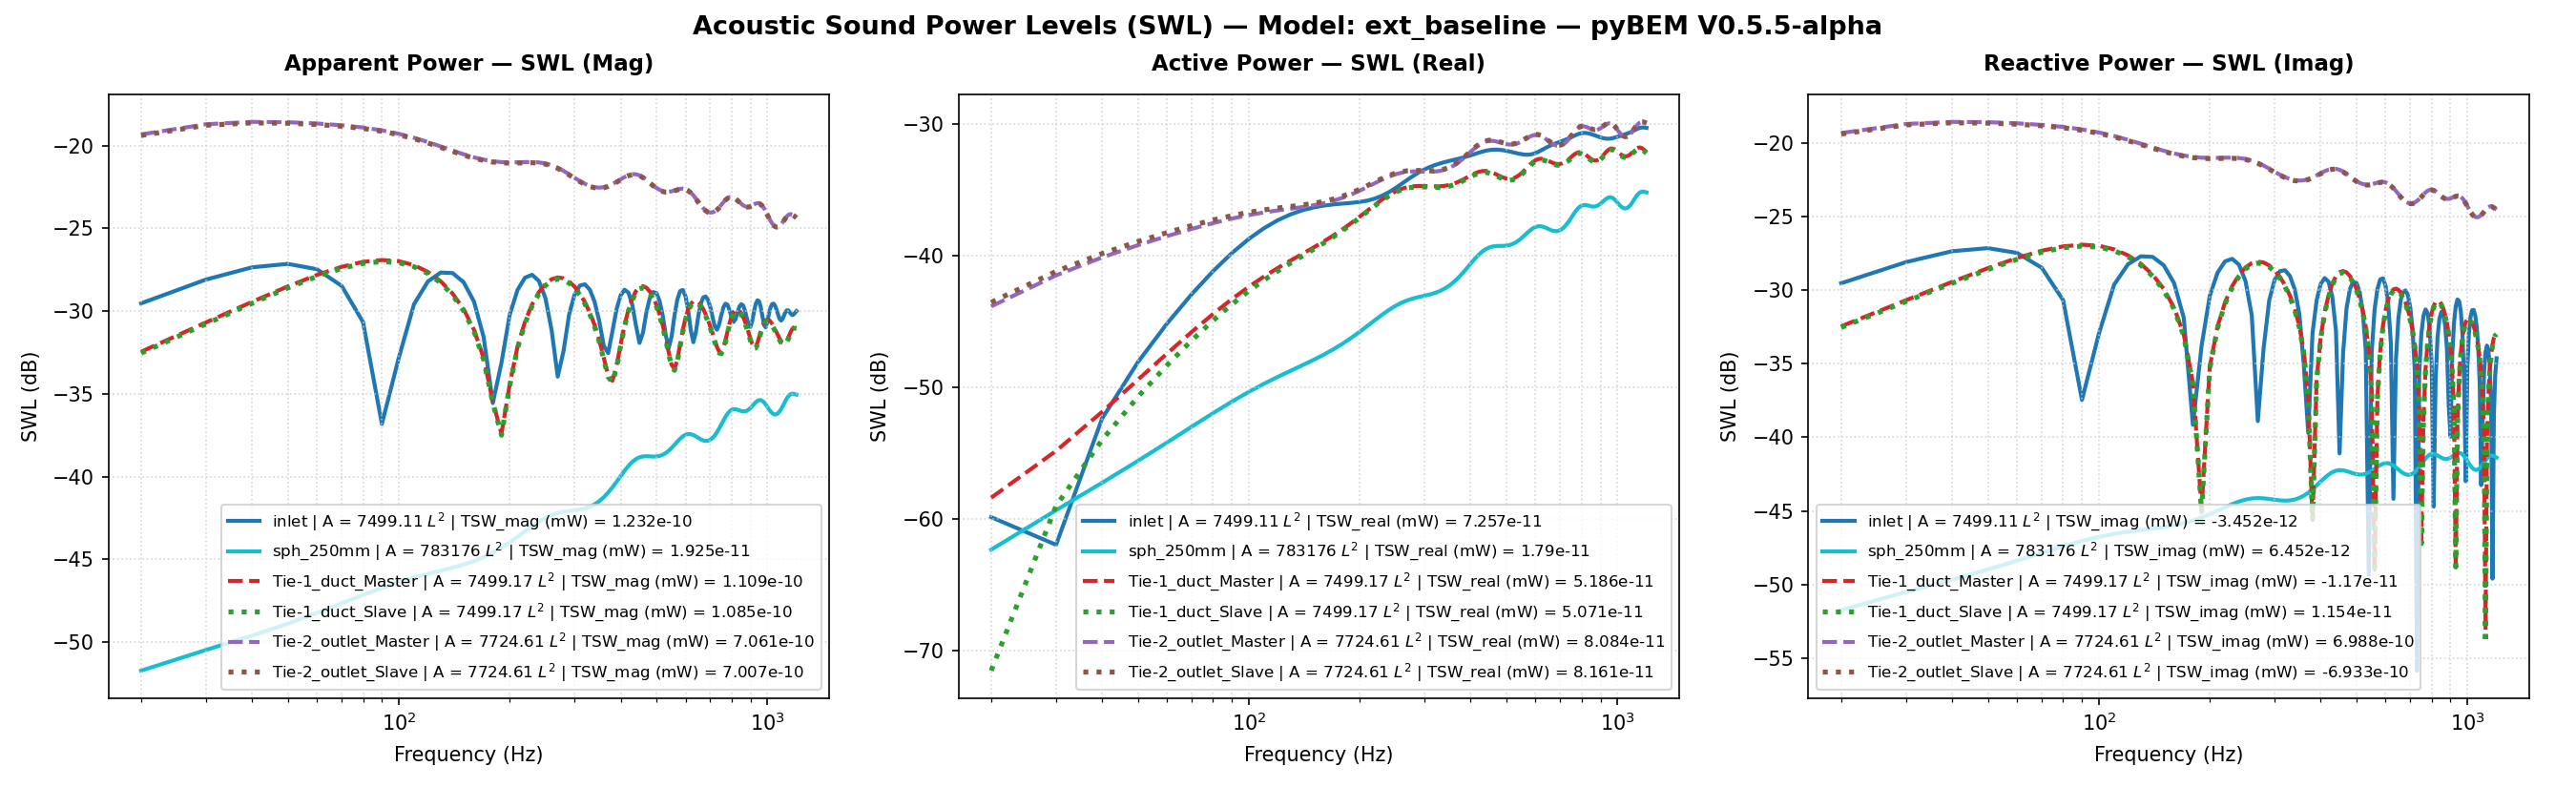 Acoustic Sound Power Levels (SWL) — Model: ext_baseline — pyBEM V0.5.5-alpha
Apparent Power — SWL (Mag)
SWL (dB)
−20
−25
−30
−35
−40
−45
−50
inlet | A = 7499.11 L² | TSW_mag (mW) = 1.232e-10
sph_250mm | A = 783176 L² | TSW_mag (mW) = 1.925e-11
Tie-1_duct_Master | A = 7499.17 L² | TSW_mag (mW) = 1.109e-10
Tie-1_duct_Slave | A = 7499.17 L² | TSW_mag (mW) = 1.085e-10
Tie-2_outlet_Master | A = 7724.61 L² | TSW_mag (mW) = 7.061e-10
Tie-2_outlet_Slave | A = 7724.61 L² | TSW_mag (mW) = 7.007e-10
10² 10³
Frequency (Hz)
Active Power — SWL (Real)
SWL (dB)
−30
−40
−50
−60
−70
inlet | A = 7499.11 L² | TSW_real (mW) = 7.257e-11
sph_250mm | A = 783176 L² | TSW_real (mW) = 1.79e-11
Tie-1_duct_Master | A = 7499.17 L² | TSW_real (mW) = 5.186e-11
Tie-1_duct_Slave | A = 7499.17 L² | TSW_real (mW) = 5.071e-11
Tie-2_outlet_Master | A = 7724.61 L² | TSW_real (mW) = 8.084e-11
Tie-2_outlet_Slave | A = 7724.61 L² | TSW_real (mW) = 8.161e-11
10² 10³
Frequency (Hz)
Reactive Power — SWL (Imag)
SWL (dB)
−20
−25
−30
−35
−40
−45
−50
−55
inlet | A = 7499.11 L² | TSW_imag (mW) = -3.452e-12
sph_250mm | A = 783176 L² | TSW_imag (mW) = 6.452e-12
Tie-1_duct_Master | A = 7499.17 L² | TSW_imag (mW) = -1.17e-11
Tie-1_duct_Slave | A = 7499.17 L² | TSW_imag (mW) = 1.154e-11
Tie-2_outlet_Master | A = 7724.61 L² | TSW_imag (mW) = 6.988e-10
Tie-2_outlet_Slave | A = 7724.61 L² | TSW_imag (mW) = -6.933e-10
10² 10³
Frequency (Hz)